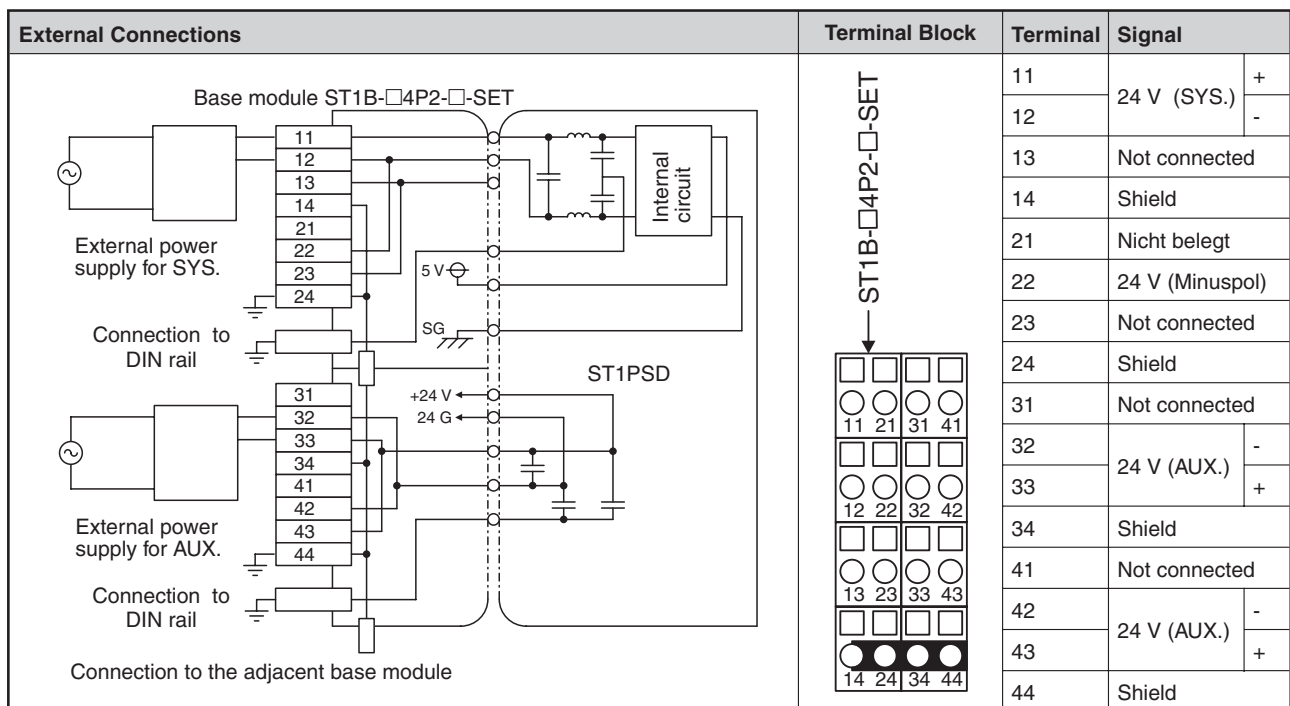 External Connections
Terminal Block
Terminal
Signal
Base module ST1B-□4P2-□-SET
11
12
13
14
21
22
23
24
External power
supply for SYS.
Connection to
DIN rail
Internal
circuit
5 V
SG
ST1PSD
+24 V
24 G
31
32
33
34
41
42
43
44
External power
supply for AUX.
Connection to
DIN rail
Connection to the adjacent base module
ST1B-□4P2-□-SET
11 21 31 41
12 22 32 42
13 23 33 43
14 24 34 44
11 24 V (SYS.) +
12 -
13 Not connected
14 Shield
21 Nicht belegt
22 24 V (Minuspol)
23 Not connected
24 Shield
31 Not connected
32 24 V (AUX.) -
33 +
34 Shield
41 Not connected
42 24 V (AUX.) -
43 +
44 Shield